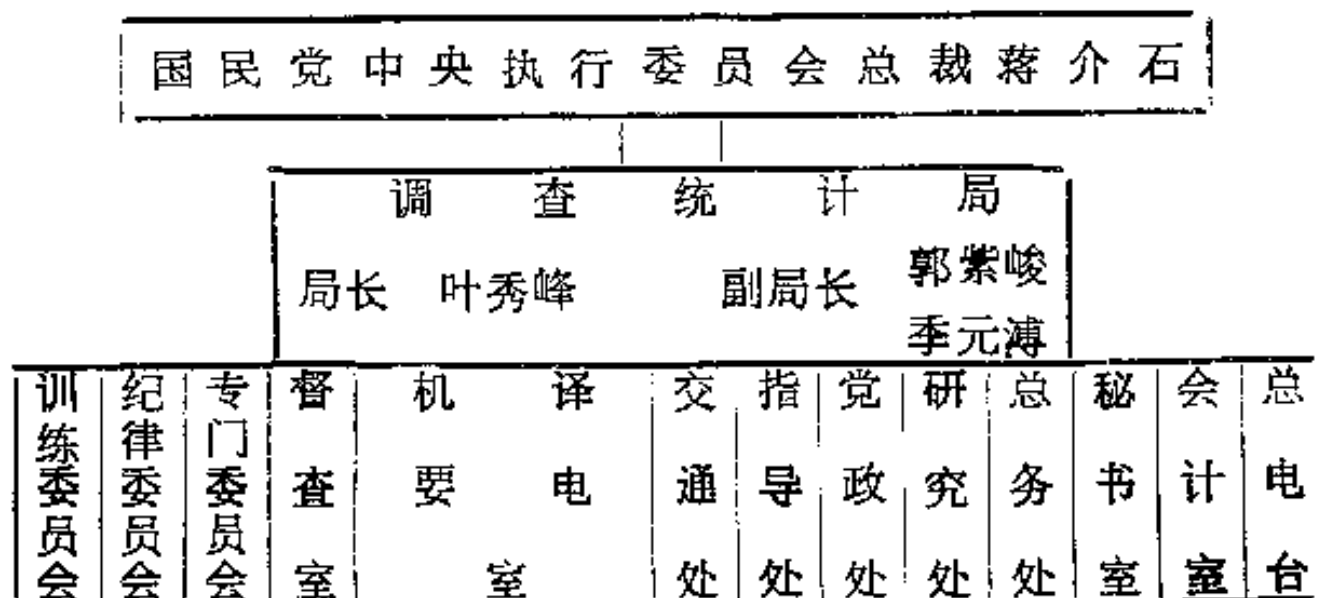 国民党中央执行委员会总裁蒋介石
调查统计局
局长 叶秀峰 副局长 郭紫峻 季元溥
训练委员会
纪律委员会
专门委员会
督查室
机要译电室
交通处
指导处
党政处
研究处
总务处
秘书室
会计室
总电台